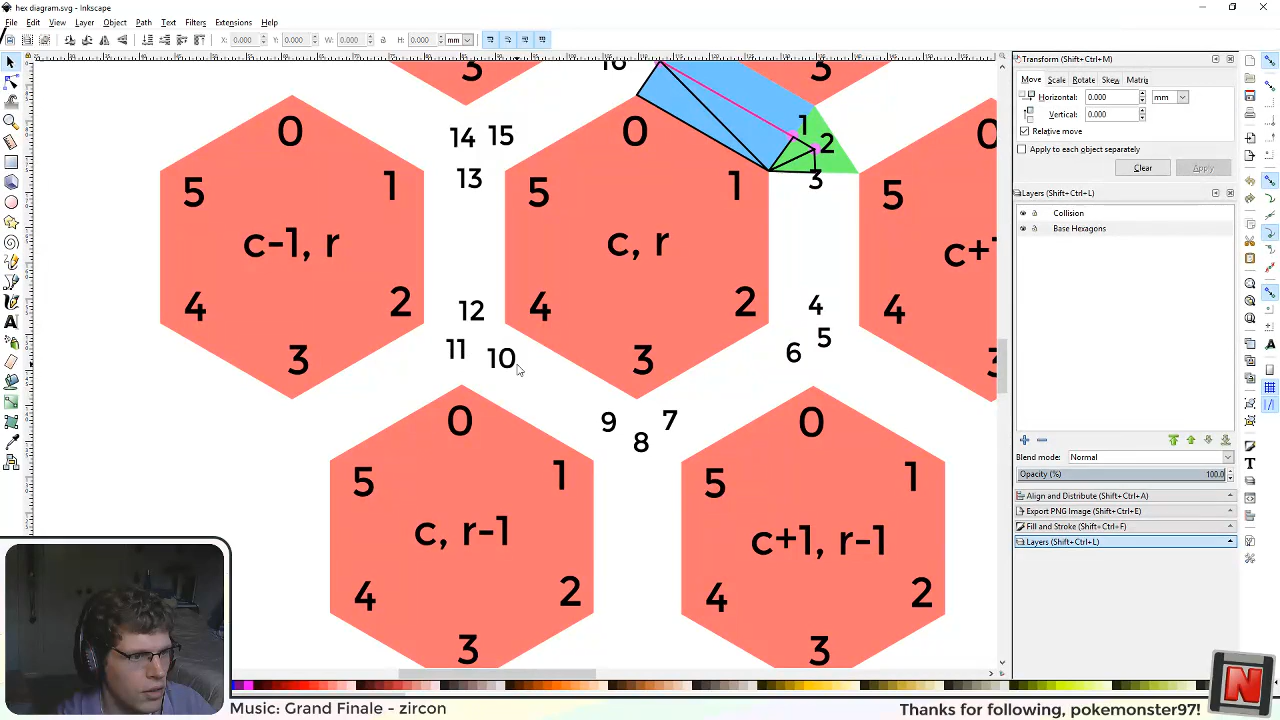 hex diagram.svg - Inkscape
File Edit View Layer Object Path Text Filters Extensions Help
X: 0.000 Y: 0.000 W: 0.000 H: 0.000 mm
Transform (Shift+Ctrl+M)
Move Scale Rotate Skew Matrix
Horizontal: 0.000 mm
Vertical: 0.000
Relative move
Apply to each object separately
Clear Apply
Layers (Shift+Ctrl+L)
Collision
Base Hexagons
Blend mode: Normal
Opacity (%) 100.0
Align and Distribute (Shift+Ctrl+A)
Export PNG Image (Shift+Ctrl+E)
Fill and Stroke (Shift+Ctrl+F)
Layers (Shift+Ctrl+L)
3 16 3
0 14 15 0 1 2 0
5 1 13 5 1 3 5
c-1, r c, r c+1
4 2 12 4 2 4 4
3 11 10 3 6 5 3
0 9 8 7 0
5 1 5 1
c, r-1 c+1, r-1
4 2 4 2
3 3
Music: Grand Finale - zircon
Thanks for following, pokemonster97!
N